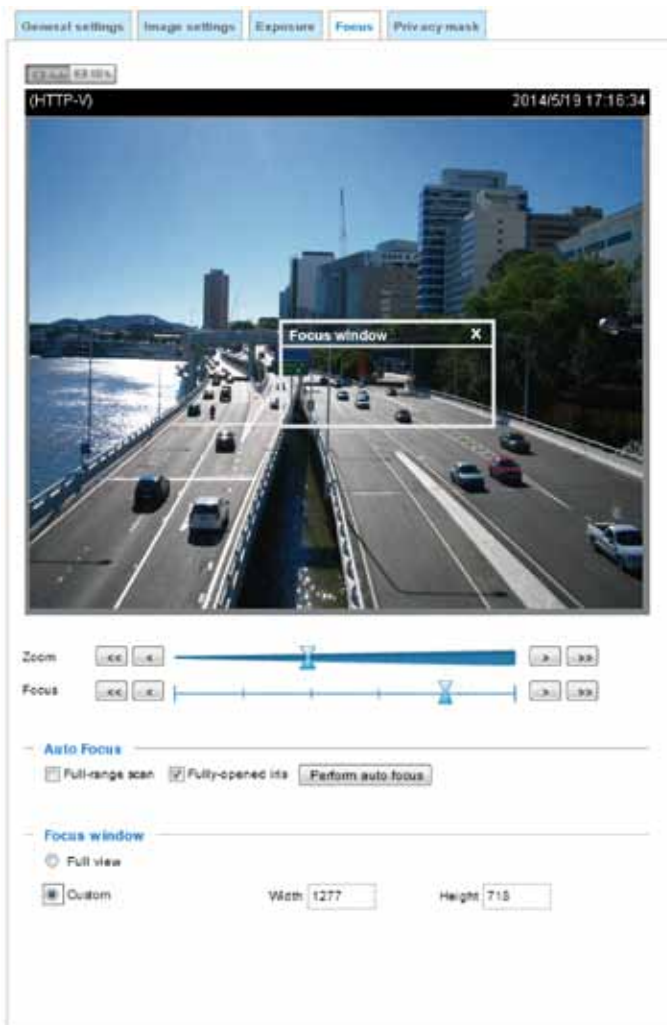 General settings Image settings Exposure Focus Privacy mask
(HTTP-V) 2014/5/19 17:16:34
Focus window X
Zoom << < > >>
Focus << < > >>
Auto Focus
Full-range scan Fully-opened iris Perform auto focus
Focus window
Full view
Custom Width 1277 Height 718